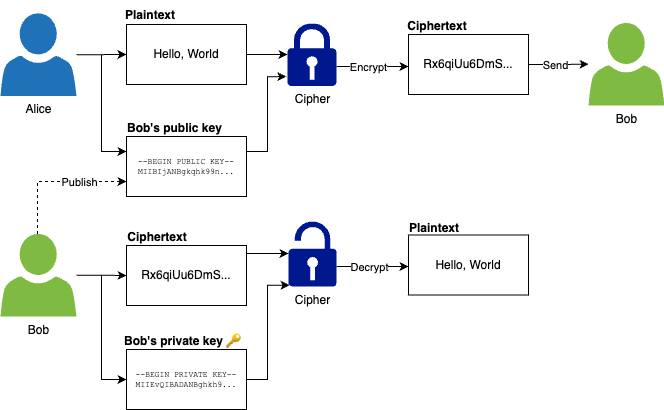 Plaintext
Hello, World
Alice
Cipher
Encrypt
Ciphertext
Rx6qiUu6DmS...
Send
Bob
Bob's public key
--BEGIN PUBLIC KEY--
MIIBIjANBgkqhk99n...
Publish
Bob
Ciphertext
Rx6qiUu6DmS...
Cipher
Decrypt
Plaintext
Hello, World
Bob's private key
--BEGIN PRIVATE KEY--
MIIEvQIBADANBghkh9...